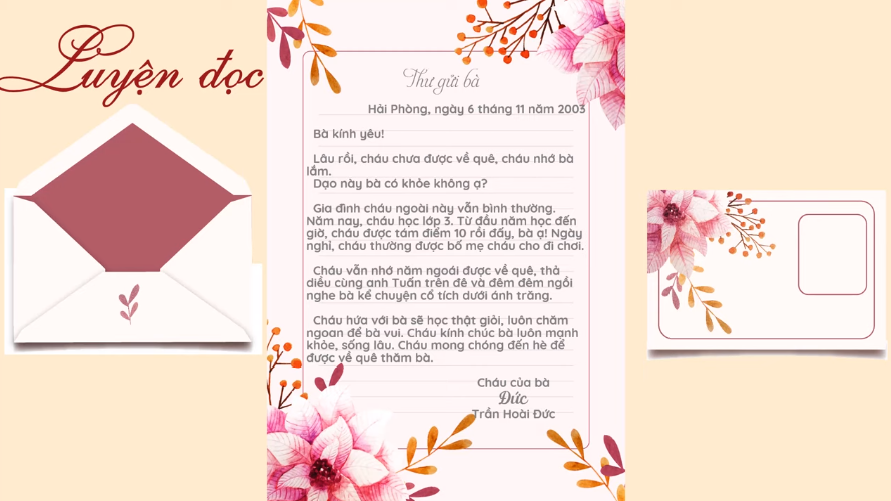 Luyện đọc
Thư gửi bà
Hải Phòng, ngày 6 tháng 11 năm 2003
Bà kính yêu!
Lâu rồi, cháu chưa được về quê, cháu nhớ bà
lắm.
Dạo này bà có khỏe không ạ?
Gia đình cháu ngoài này vẫn bình thường.
Năm nay, cháu học lớp 3. Từ đầu năm học đến
giờ, cháu được tám điểm 10 rồi đấy, bà ạ! Ngày
nghỉ, cháu thường được bố mẹ cháu cho đi chơi.
Cháu vẫn nhớ năm ngoái được về quê, thả
diều cùng anh Tuấn trên đê và đêm đêm ngồi
nghe bà kể chuyện cổ tích dưới ánh trăng.
Cháu hứa với bà sẽ học thật giỏi, luôn chăm
ngoan để bà vui. Cháu kính chúc bà luôn mạnh
khỏe, sống lâu. Cháu mong chóng đến hè để
được về quê thăm bà.
Cháu của bà
Đức
Trần Hoài Đức